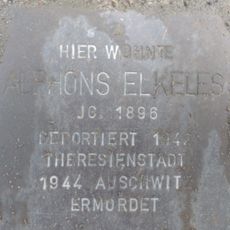 HIER WOHNTE
ALPHONS ELKELES
JG. 1896
DEPORTIERT 1942
THERESIENSTADT
1944 AUSCHWITZ
ERMORDET